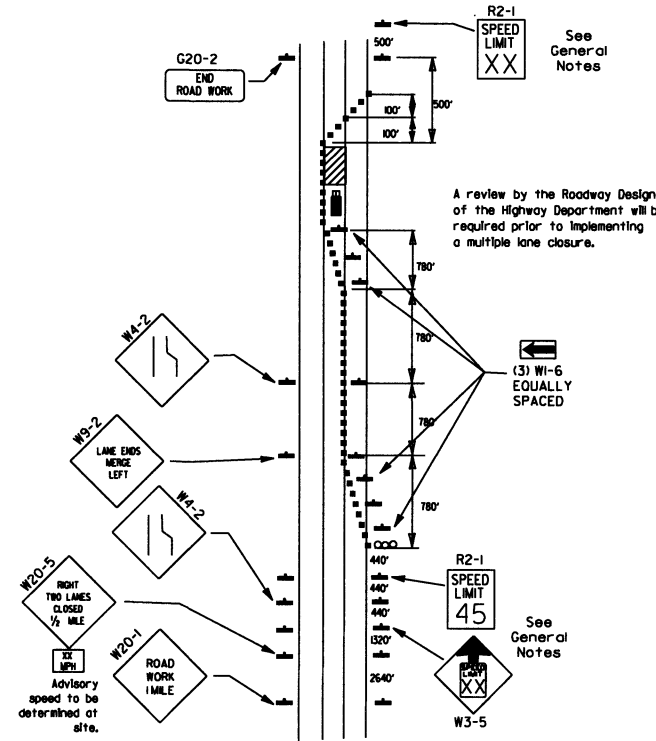 R2-1
SPEED
LIMIT
XX
See
General
Notes
500'
G20-2
END
ROAD WORK
500'
100'
100'
A review by the Roadway Design
of the Highway Department will b
required prior to implementing
a multiple lane closure.
780'
W4-2
780'
(3) W1-6
EQUALLY
SPACED
W9-2
LANE ENDS
MERGE
LEFT
780'
780'
W4-2
440'
R2-1
SPEED
LIMIT
45
W20-5
RIGHT
TWO LANES
CLOSED
1/2 MILE
440'
440'
See
General
Notes
1320'
XX
MPH
W20-1
ROAD
WORK
1 MILE
SPEED
LIMIT
XX
2640'
Advisory
speed to be
determined at
site.
W3-5